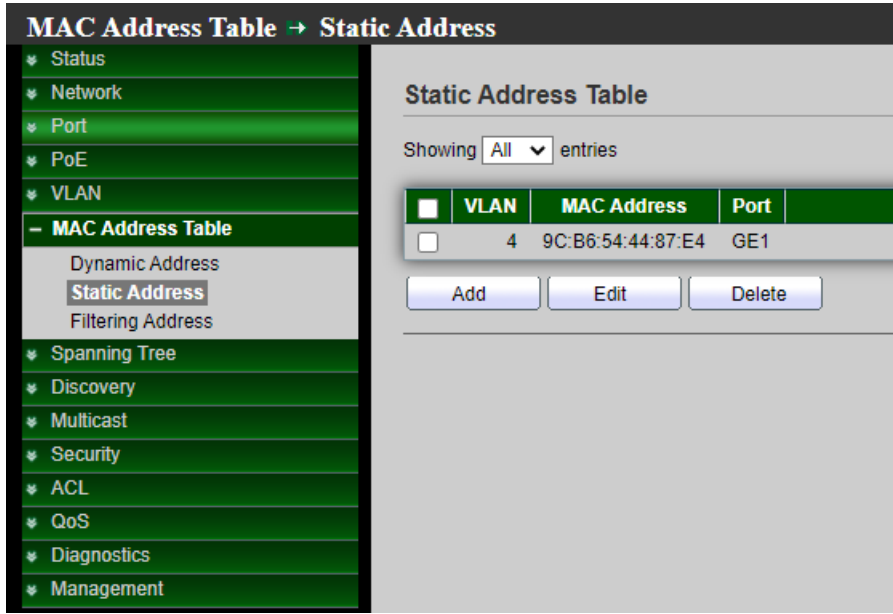 MAC Address Table → Static Address
Status
Network
Port
PoE
VLAN
MAC Address Table
Dynamic Address
Static Address
Filtering Address
Spanning Tree
Discovery
Multicast
Security
ACL
QoS
Diagnostics
Management
Static Address Table
Showing All entries
VLAN MAC Address Port
4 9C:B6:54:44:87:E4 GE1
Add Edit Delete